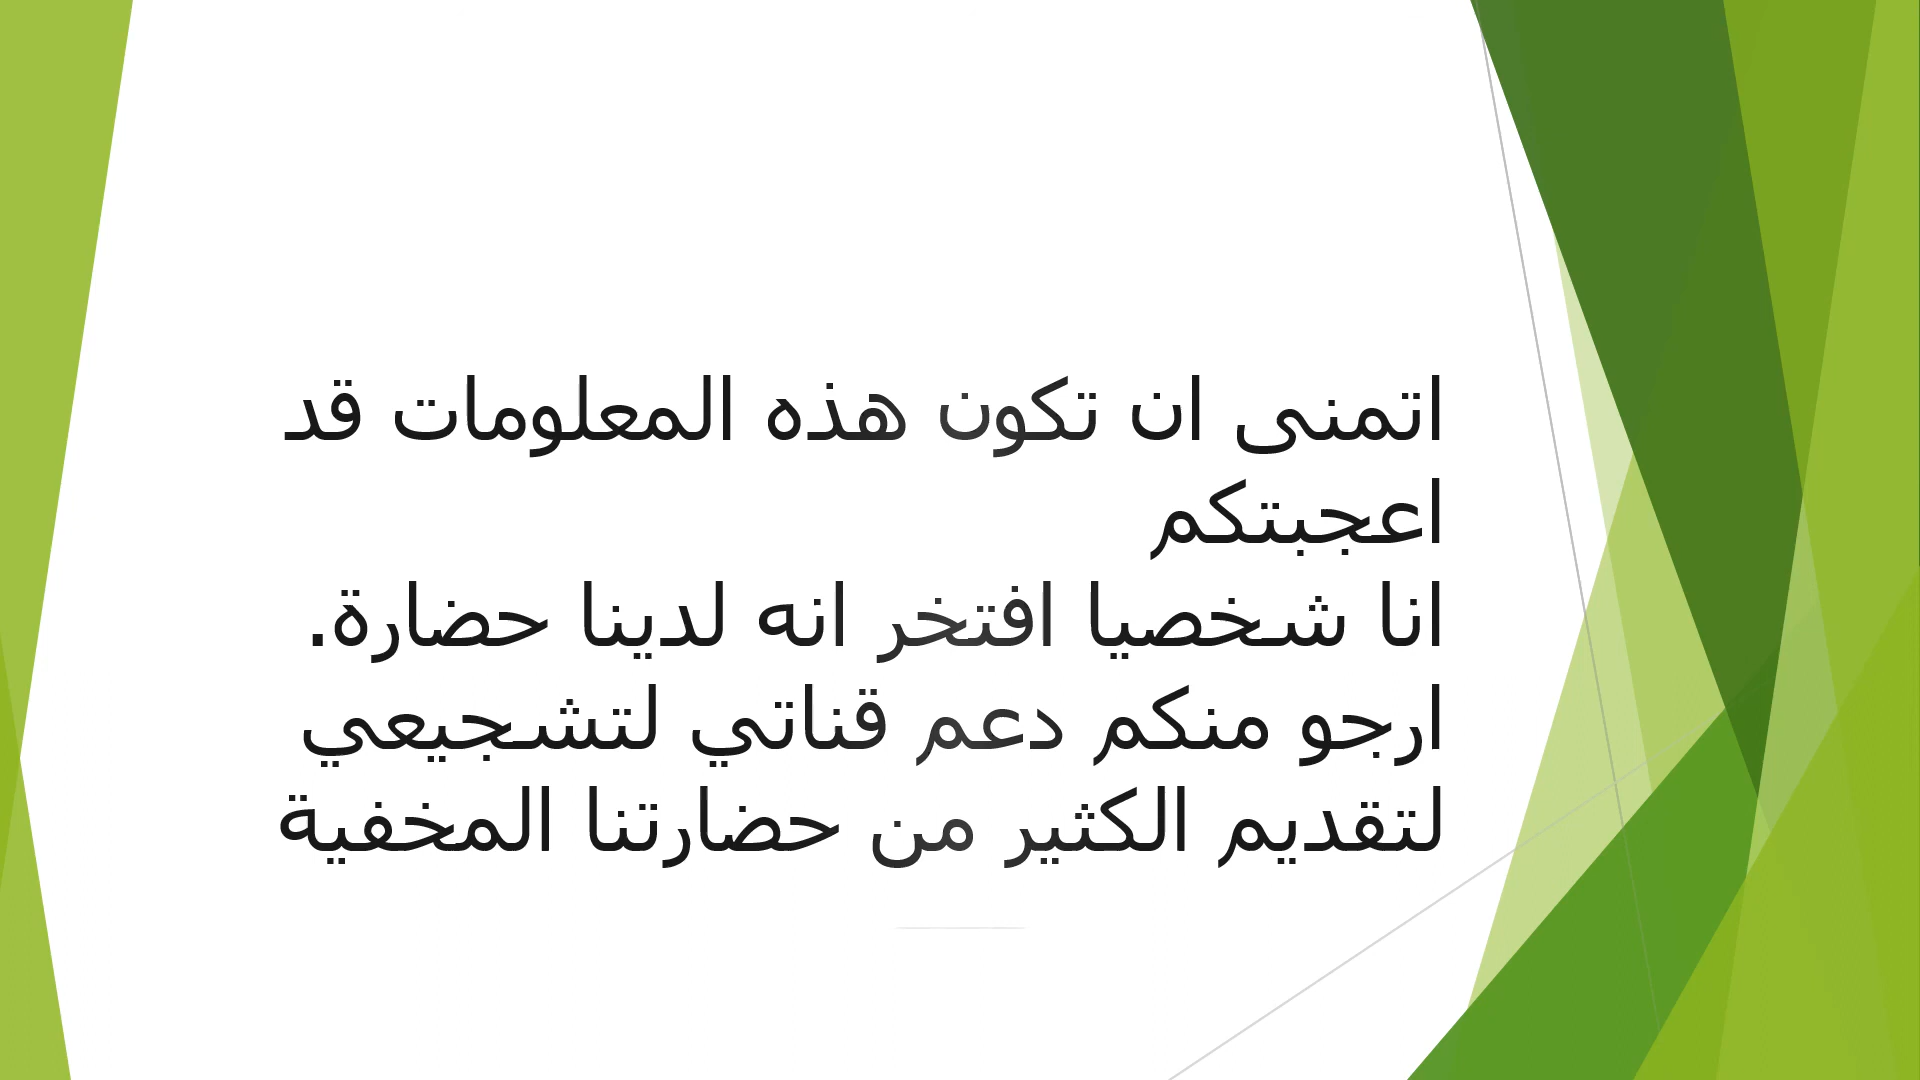 اتمنى ان تكون هذه المعلومات قد
اعجبتكم
انا شخصيا افتخر انه لدينا حضارة.
ارجو منكم دعم قناتي لتشجيعي
لتقديم الكثير من حضارتنا المخفية